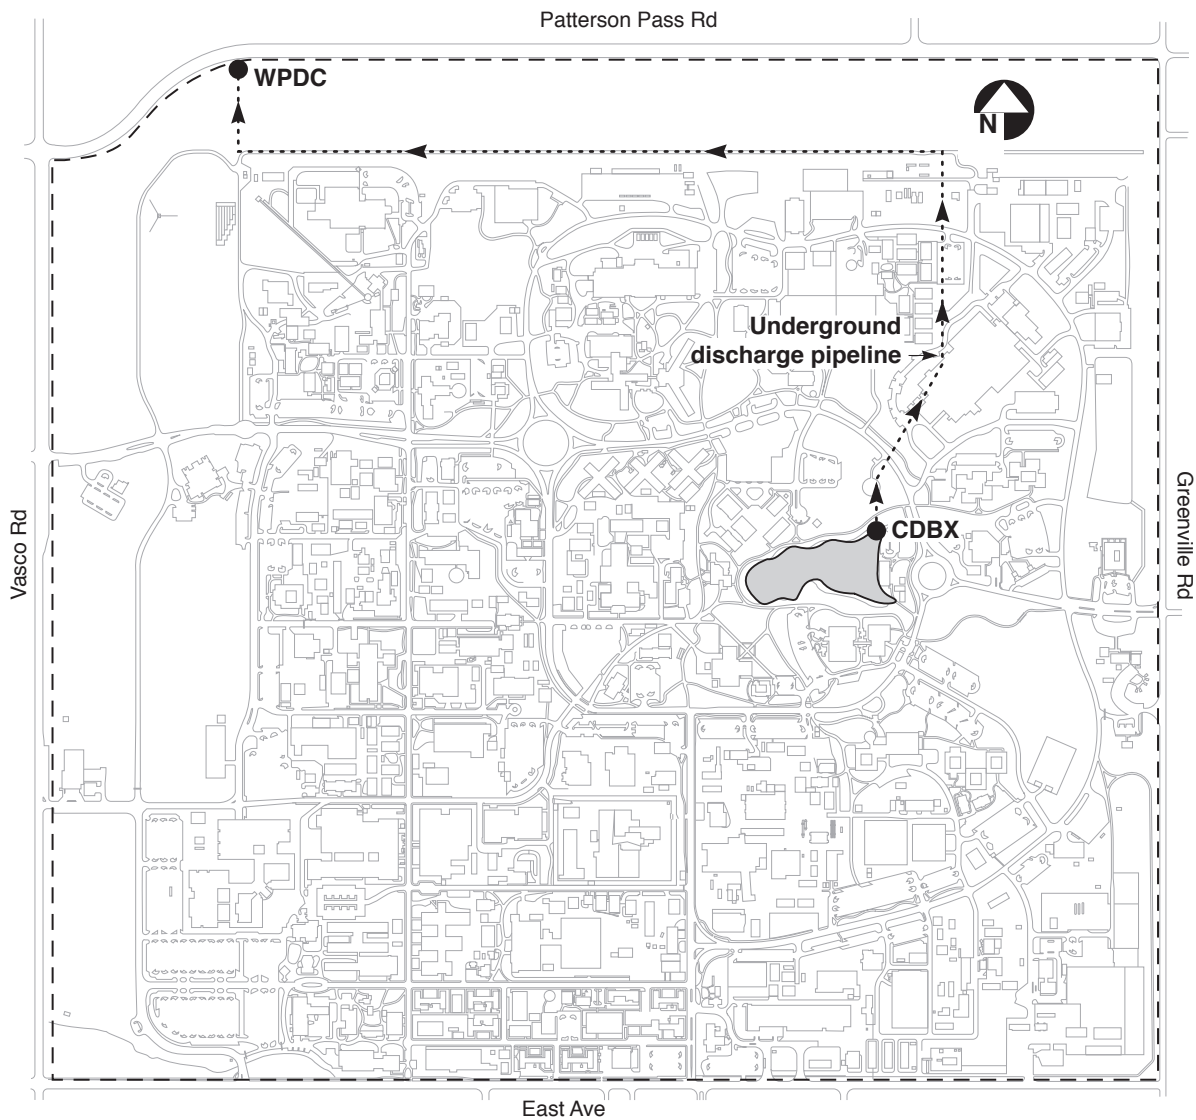 Patterson Pass Rd
WPDC
N
Underground
discharge pipeline
CDBX
Vasco Rd
Greenville Rd
East Ave